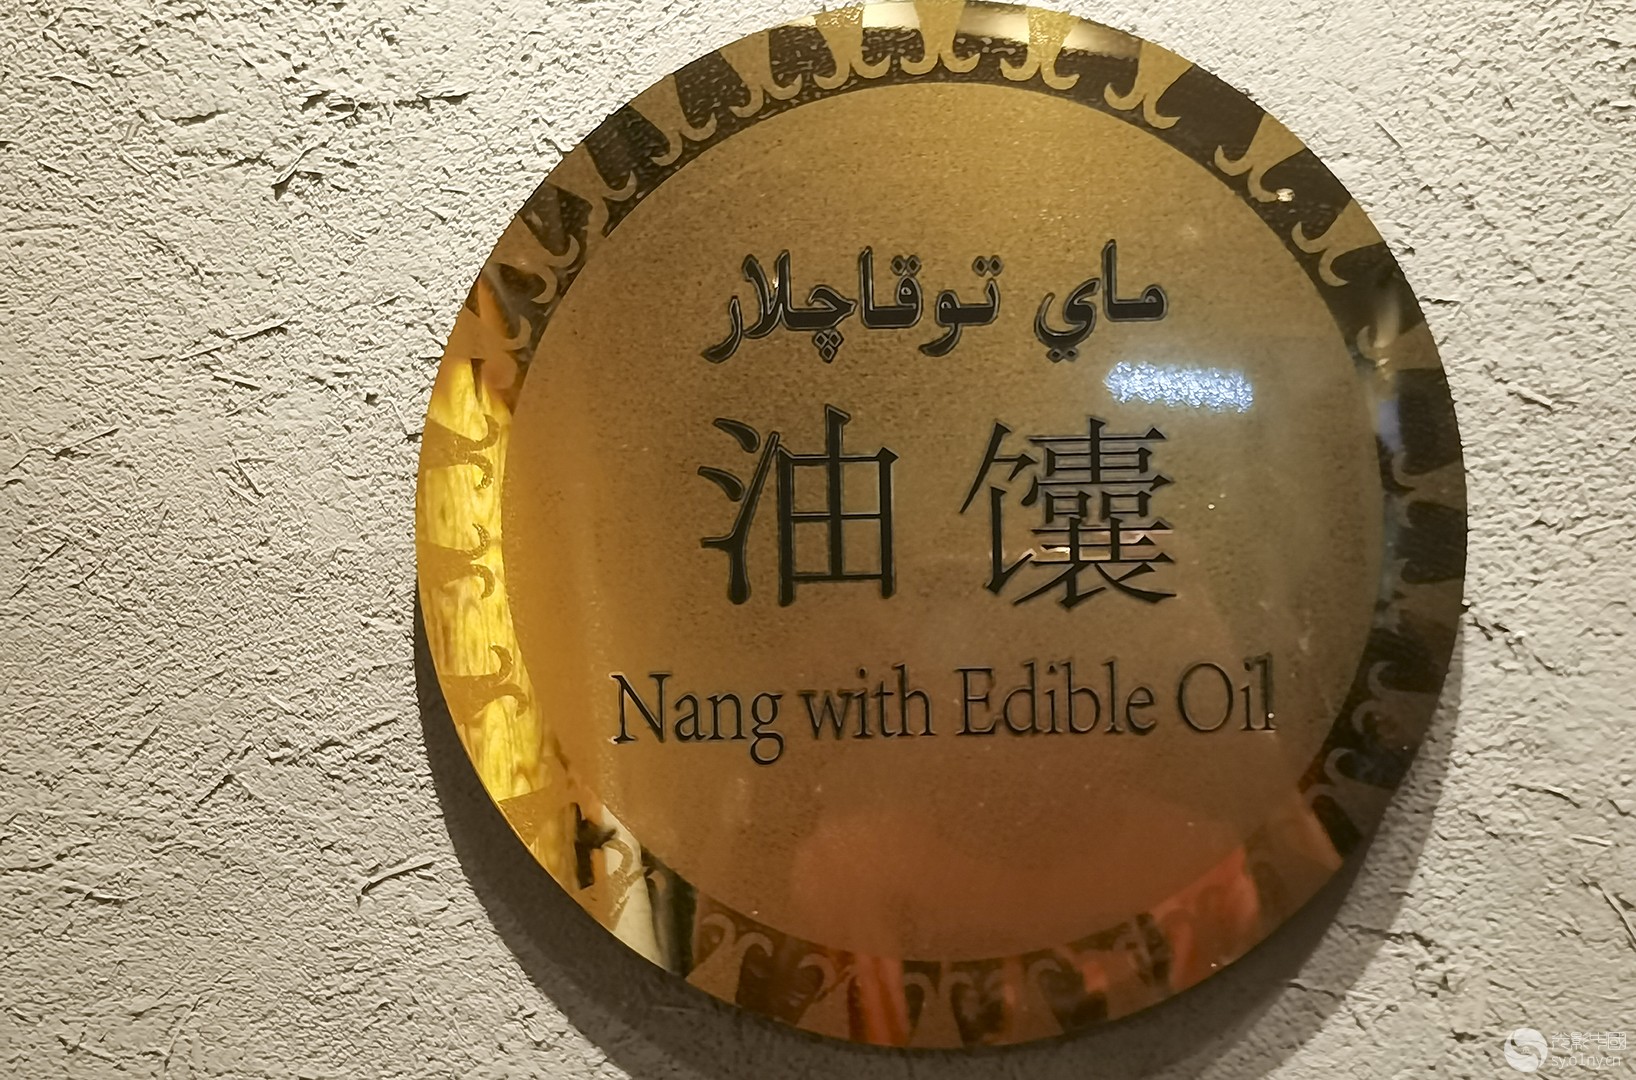 ماي توقاچلار
油馕
Nang with Edible Oil